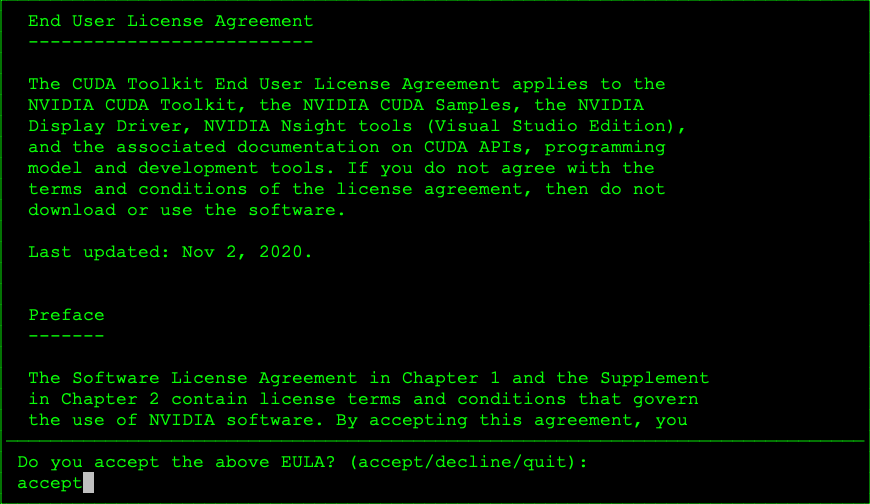 End User License Agreement
--------------------------
The CUDA Toolkit End User License Agreement applies to the
NVIDIA CUDA Toolkit, the NVIDIA CUDA Samples, the NVIDIA
Display Driver, NVIDIA Nsight tools (Visual Studio Edition),
and the associated documentation on CUDA APIs, programming
model and development tools. If you do not agree with the
terms and conditions of the license agreement, then do not
download or use the software.
Last updated: Nov 2, 2020.
Preface
-------
The Software License Agreement in Chapter 1 and the Supplement
in Chapter 2 contain license terms and conditions that govern
the use of NVIDIA software. By accepting this agreement, you
Do you accept the above EULA? (accept/decline/quit):
accept